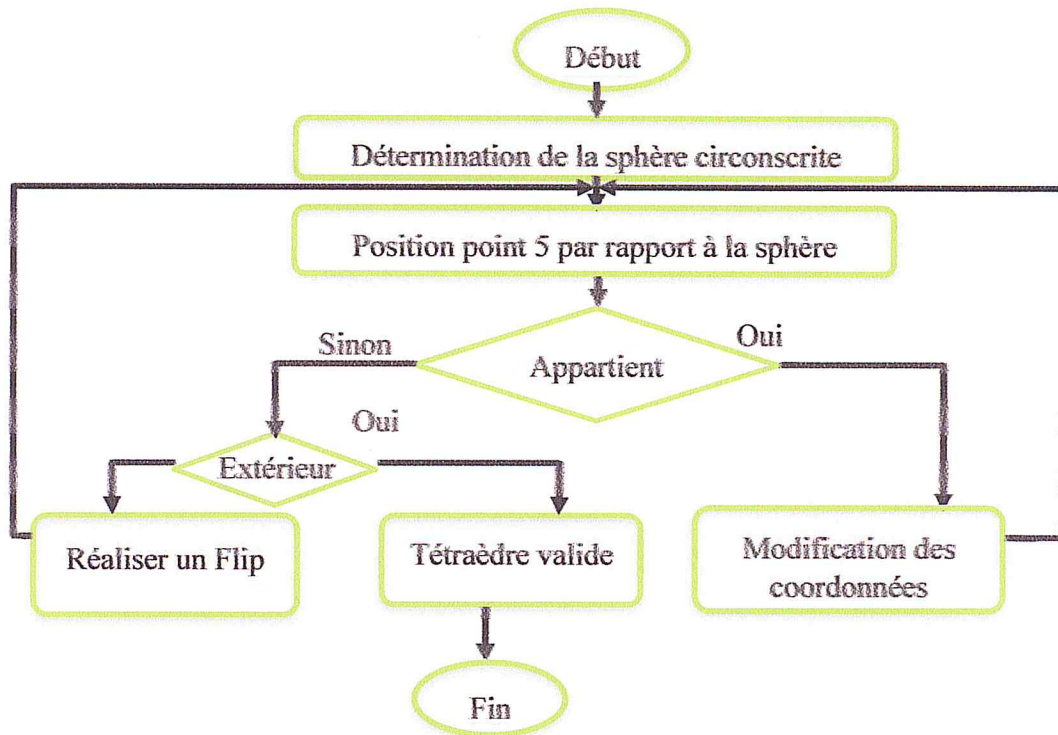 Début
Détermination de la sphère circonscrite
Position point 5 par rapport à la sphère
Sinon
Oui
Appartient
Oui
Extérieur
Réaliser un Flip
Tétraèdre valide
Modification des
coordonnées
Fin